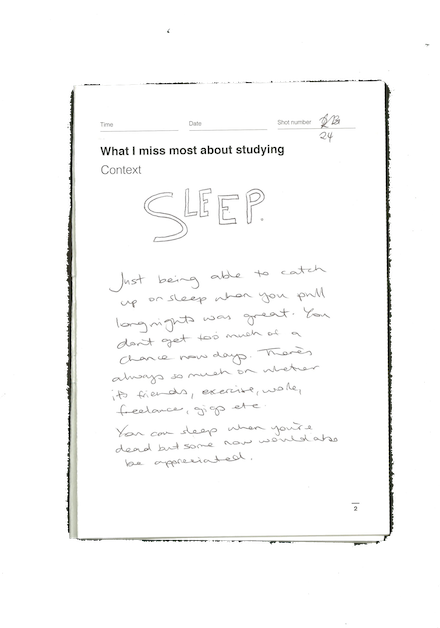 Time Date Shot number
24
What I miss most about studying
Context
SLEEP.
Just being able to catch
up on sleep when you pull
long nights was great. You
don't get too much of a
chance now days. There's
always so much on whether
it's friends, exercise, work,
freelance, gigs etc.
You can sleep when you're
dead but some now would also
be appreciated.
2